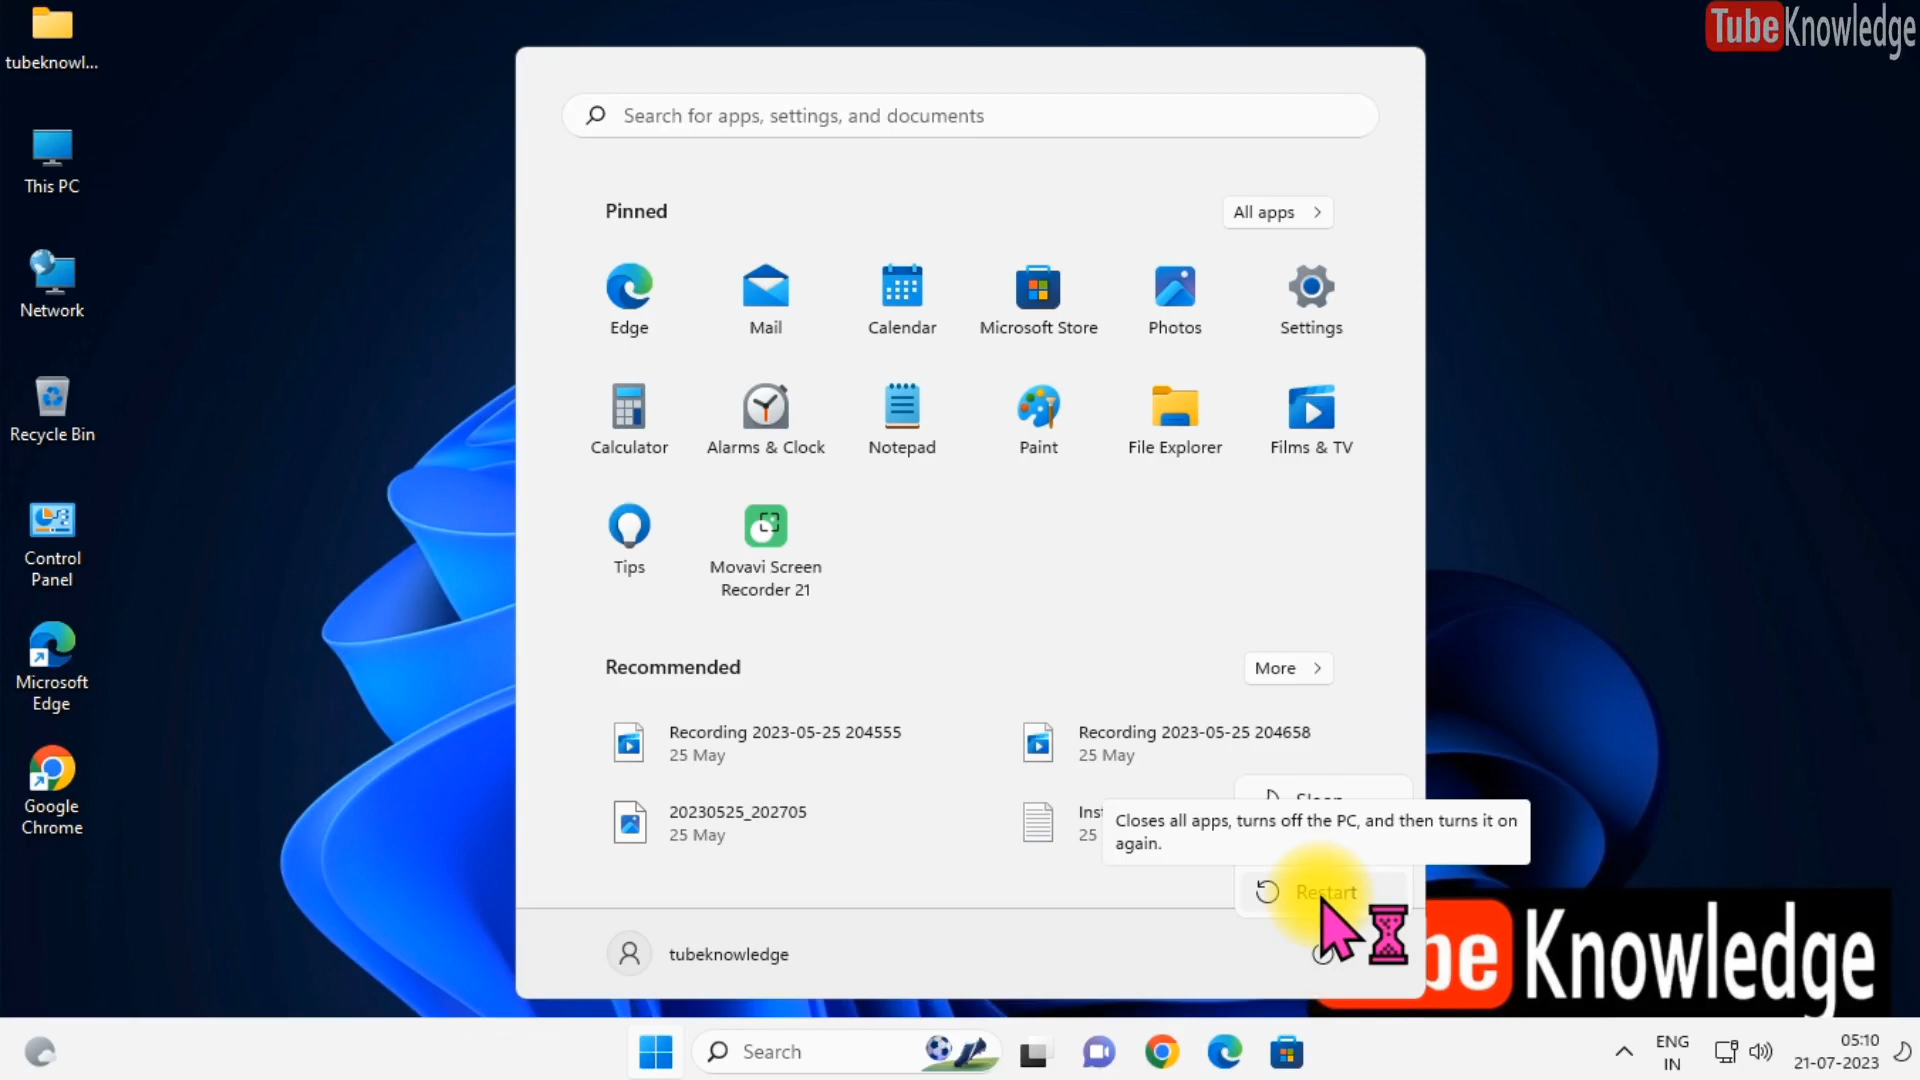 tubeknowl...
This PC
Network
Recycle Bin
Control
Panel
Microsoft
Edge
Google
Chrome
TubeKnowledge
Search for apps, settings, and documents
Pinned
All apps
Edge
Mail
Calendar
Microsoft Store
Photos
Settings
Calculator
Alarms & Clock
Notepad
Paint
File Explorer
Films & TV
Tips
Movavi Screen
Recorder 21
Recommended
More
Recording 2023-05-25 204555
25 May
Recording 2023-05-25 204658
25 May
20230525_202705
25 May
Ins
25
Sleep
Closes all apps, turns off the PC, and then turns it on
again.
Restart
tubeknowledge
be Knowledge
Search
ENG
IN
05:10
21-07-2023